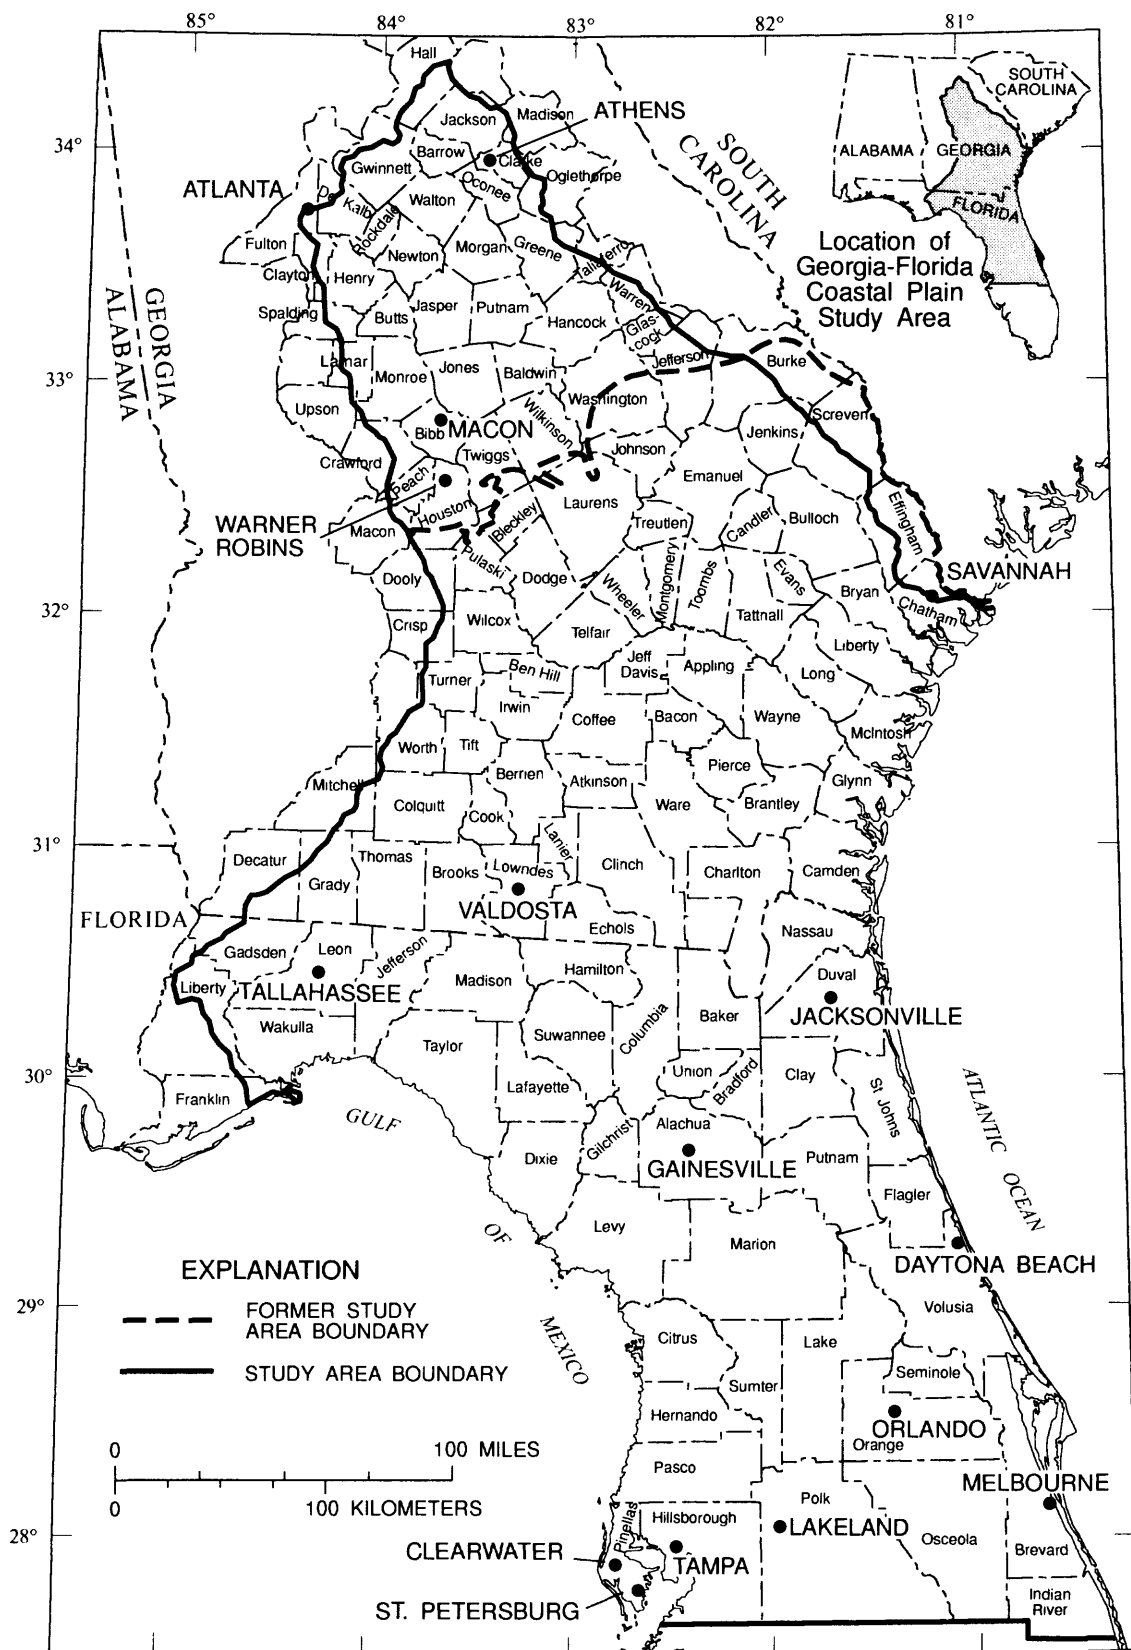 85°
84°
83°
82°
81°
Hall
SOUTH
CAROLINA
ALABAMA
GEORGIA
FLORIDA
Location of
Georgia-Florida
Coastal Plain
Study Area
34°
33°
32°
31°
30°
29°
28°
GEORGIA
ALABAMA
SOUTH
CAROLINA
Madison
ATHENS
Jackson
Barrow
Clarke
Gwinnett
Oconee
Oglethorpe
ATLANTA
De Kalb
Walton
Rockdale
Fulton
Newton
Morgan
Greene
Taliaferro
Clayton
Henry
Warren
Spalding
Butts
Jasper
Putnam
Hancock
Glas-
cock
Jefferson
Burke
Lamar
Monroe
Jones
Baldwin
Washington
Upson
Wilkinson
Screven
Bibb
MACON
Jenkins
Johnson
Twiggs
Crawford
Peach
Emanuel
Laurens
Houston
Bleckley
Effingham
WARNER
ROBINS
Macon
Treutlen
Candler
Bulloch
Pulaski
Dodge
SAVANNAH
Dooly
Wheeler
Montgomery
Toombs
Evans
Bryan
Chatham
Crisp
Wilcox
Telfair
Tattnall
Liberty
Turner
Ben Hill
Jeff
Davis
Appling
Long
Irwin
Coffee
Bacon
Wayne
McIntosh
Worth
Tift
Pierce
Mitchell
Berrien
Atkinson
Glynn
Colquitt
Cook
Ware
Brantley
Lanier
Decatur
Thomas
Grady
Brooks
Lowndes
Clinch
Charlton
Camden
FLORIDA
VALDOSTA
Echols
Nassau
Gadsden
Leon
Jefferson
Hamilton
Madison
Duval
Liberty
TALLAHASSEE
JACKSONVILLE
Wakulla
Columbia
Baker
Taylor
Suwannee
Union
Bradford
Clay
Lafayette
Franklin
St Johns
GULF
OF
MEXICO
ATLANTIC OCEAN
Gilchrist
Alachua
Dixie
GAINESVILLE
Putnam
Flagler
Levy
Marion
DAYTONA BEACH
EXPLANATION
FORMER STUDY
AREA BOUNDARY
STUDY AREA BOUNDARY
Volusia
Citrus
Lake
Sumter
Seminole
Hernando
ORLANDO
Orange
0 100 MILES
0 100 KILOMETERS
Pasco
MELBOURNE
Polk
Hillsborough
Pinellas
LAKELAND
Osceola
CLEARWATER
TAMPA
Brevard
ST. PETERSBURG
Indian
River